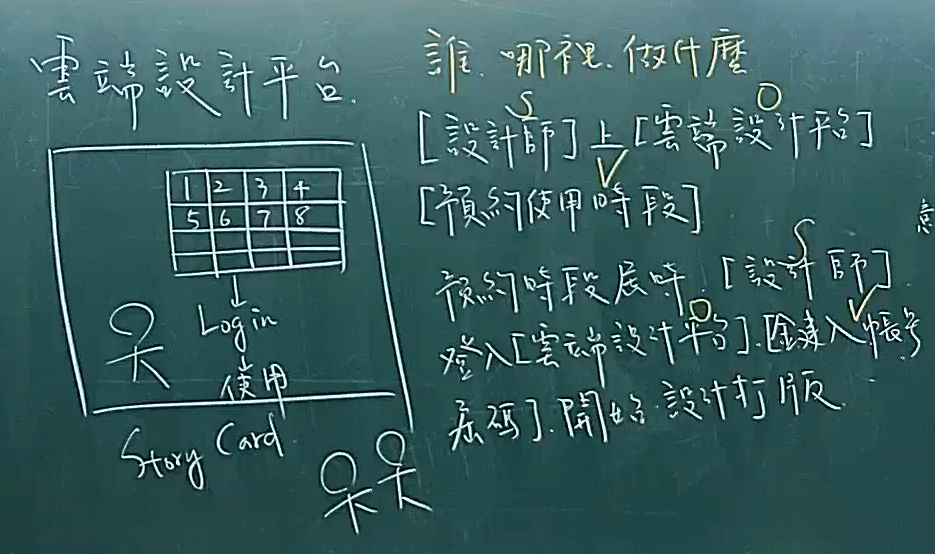 雲端設計平台.
1 2 3 4
5 6 7 8
Login
使用
Story Card
誰.哪裡.做什麼
S O
[設計師]上[雲端設計平台]
V
[預約使用時段]
S
預約時段屆時.[設計師]
O V
登入[雲端設計平台].[鍵入帳号
密碼].開始設計打版.